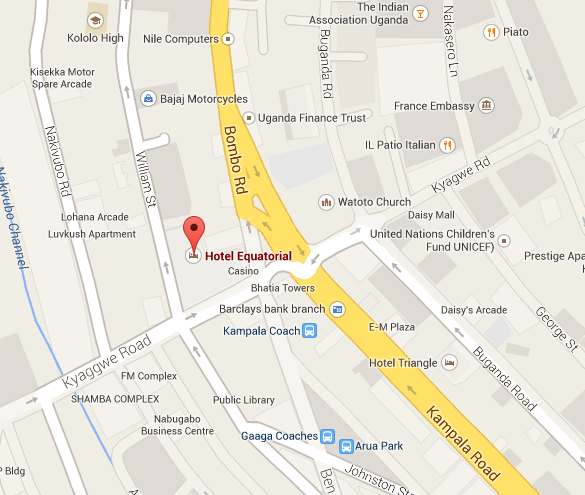 The Indian
Association Uganda
Kololo High
Nile Computers
Piato
Buganda Rd
Nakasero Ln
Kisekka Motor
Spare Arcade
Bajaj Motorcycles
France Embassy
Uganda Finance Trust
Bombo Rd
IL Patio Italian
Nakivubo Rd
William St
Kyagwe Rd
Nakivubo Channel
Watoto Church
Lohana Arcade
Daisy Mall
Luvkush Apartment
United Nations Children's
Fund UNICEF)
Hotel Equatorial
Casino
Prestige Apa
H
Bhatia Towers
Barclays bank branch
Daisy's Arcade
George St
Kampala Coach
E-M Plaza
Kyaggwe Road
Hotel Triangle
Buganda Road
FM Complex
SHAMBA COMPLEX
Public Library
Kampala Road
Nabugabo
Business Centre
Gaaga Coaches
Arua Park
P Bldg
Ben
Johnston St